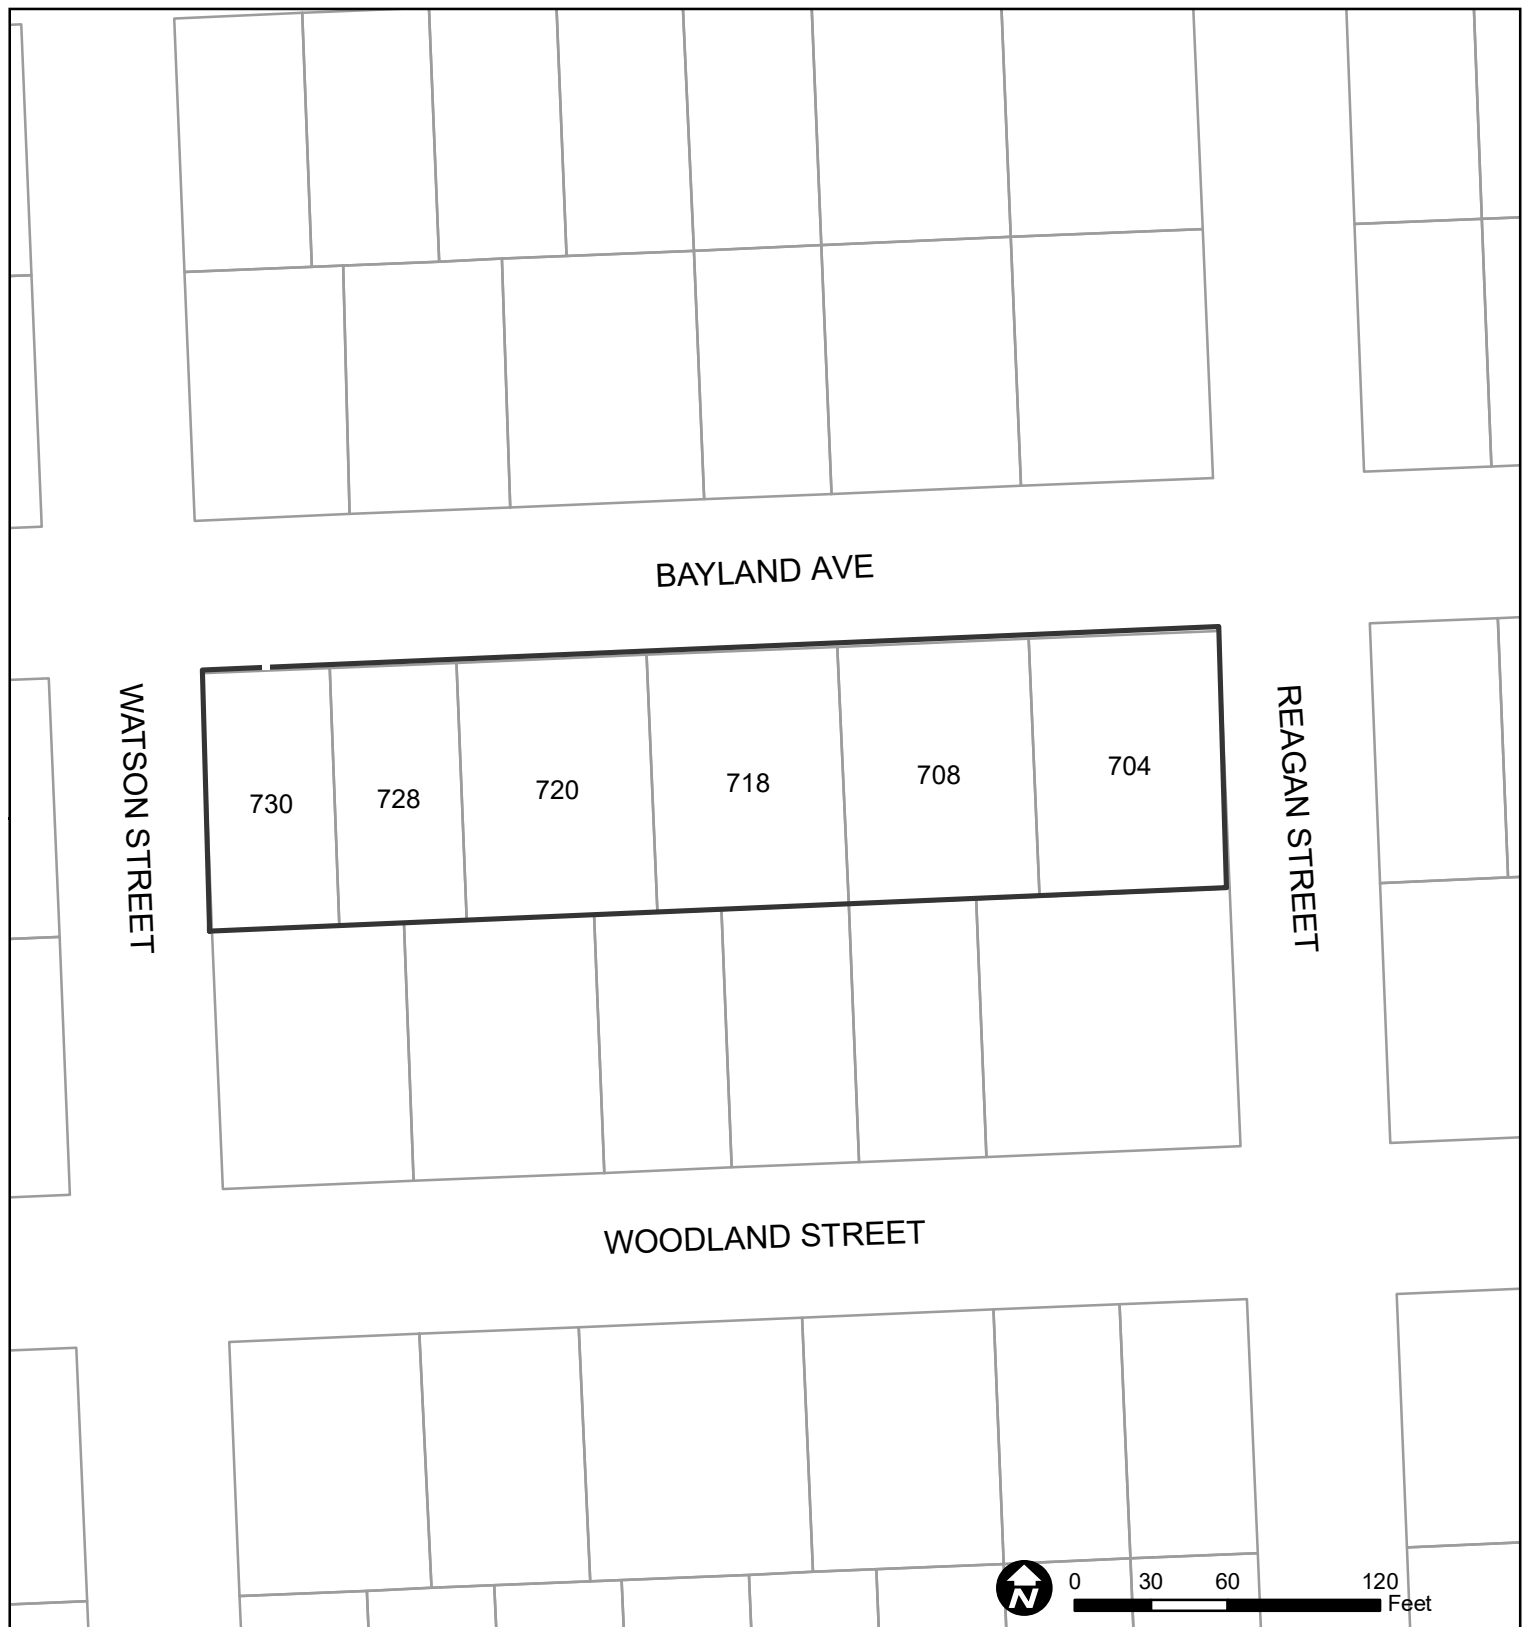 BAYLAND AVE
WATSON STREET
REAGAN STREET
730
728
720
718
708
704
WOODLAND STREET
N
0 30 60 120
Feet